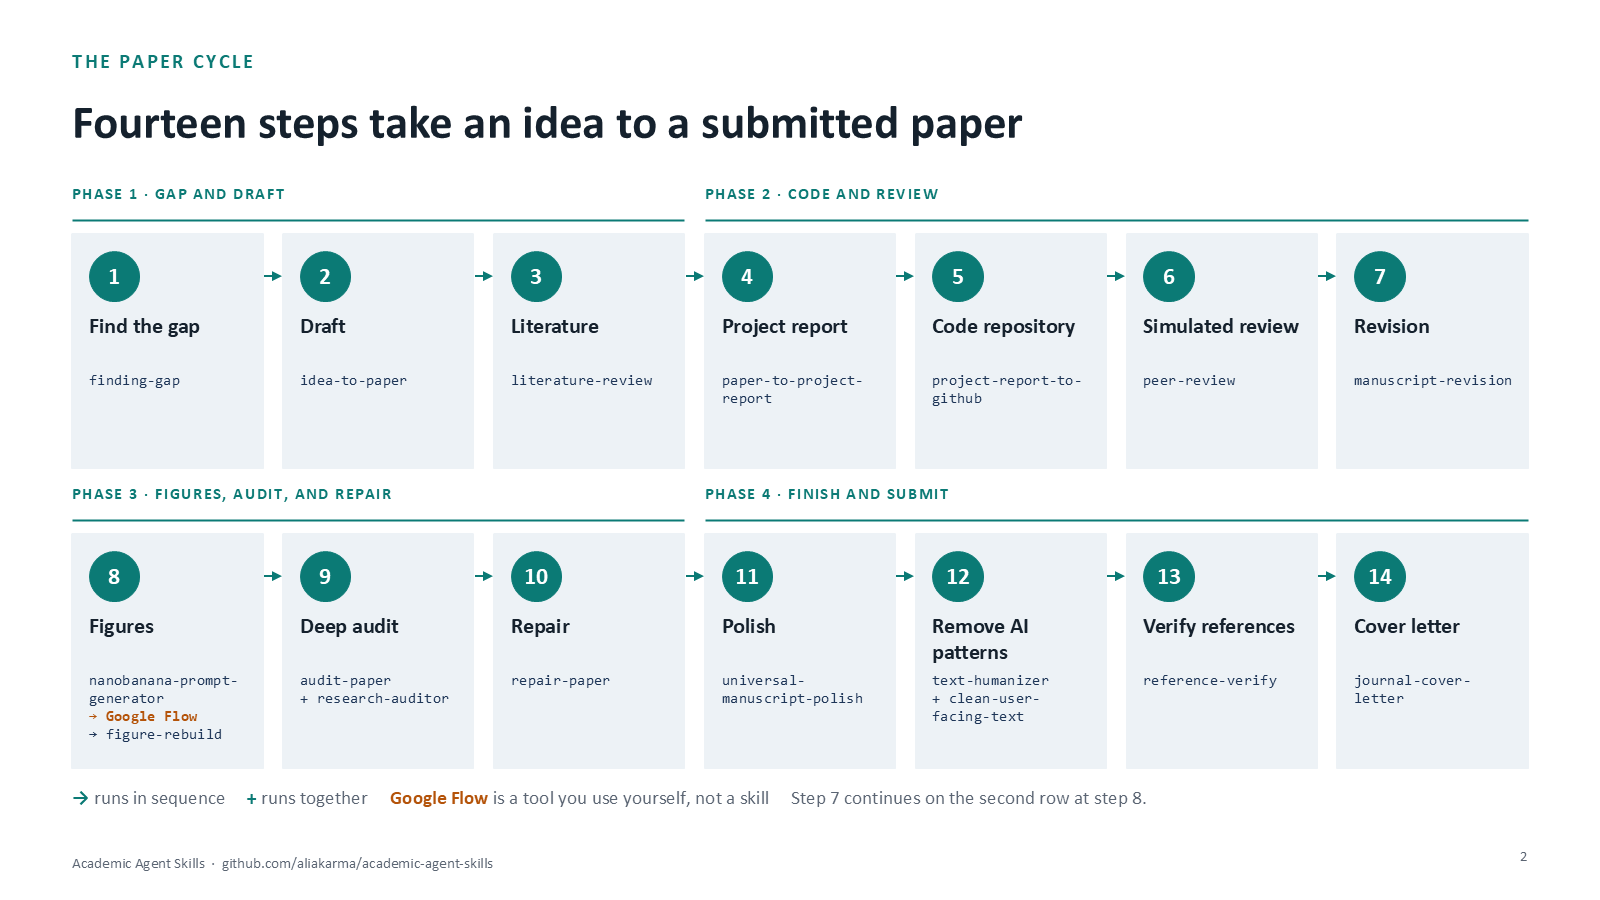 THE PAPER CYCLE
Fourteen steps take an idea to a submitted paper
PHASE 1 · GAP AND DRAFT
PHASE 2 · CODE AND REVIEW
1
Find the gap
finding-gap
2
Draft
idea-to-paper
3
Literature
literature-review
4
Project report
paper-to-project-
report
5
Code repository
project-report-to-
github
6
Simulated review
peer-review
7
Revision
manuscript-revision
PHASE 3 · FIGURES, AUDIT, AND REPAIR
PHASE 4 · FINISH AND SUBMIT
8
Figures
nanobanana-prompt-
generator
→ Google Flow
→ figure-rebuild
9
Deep audit
audit-paper
+ research-auditor
10
Repair
repair-paper
11
Polish
universal-
manuscript-polish
12
Remove AI
patterns
text-humanizer
+ clean-user-
facing-text
13
Verify references
reference-verify
14
Cover letter
journal-cover-
letter
→ runs in sequence + runs together Google Flow is a tool you use yourself, not a skill Step 7 continues on the second row at step 8.
Academic Agent Skills · github.com/aliakarma/academic-agent-skills
2